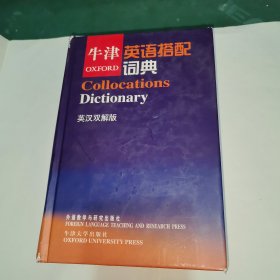 牛津 英语搭配
OXFORD 词典
Collocations
Dictionary
英汉双解版
外语教学与研究出版社
FOREIGN LANGUAGE TEACHING AND RESEARCH PRESS
牛津大学出版社
OXFORD UNIVERSITY PRESS